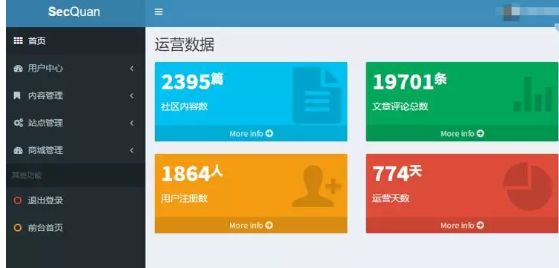 SecQuan
首页
用户中心
内容管理
站点管理
商城管理
其他功能
退出登录
前台首页
运营数据
2395篇
社区内容数
More info
19701条
文章评论总数
More info
1864人
用户注册数
More info
774天
运营天数
More info